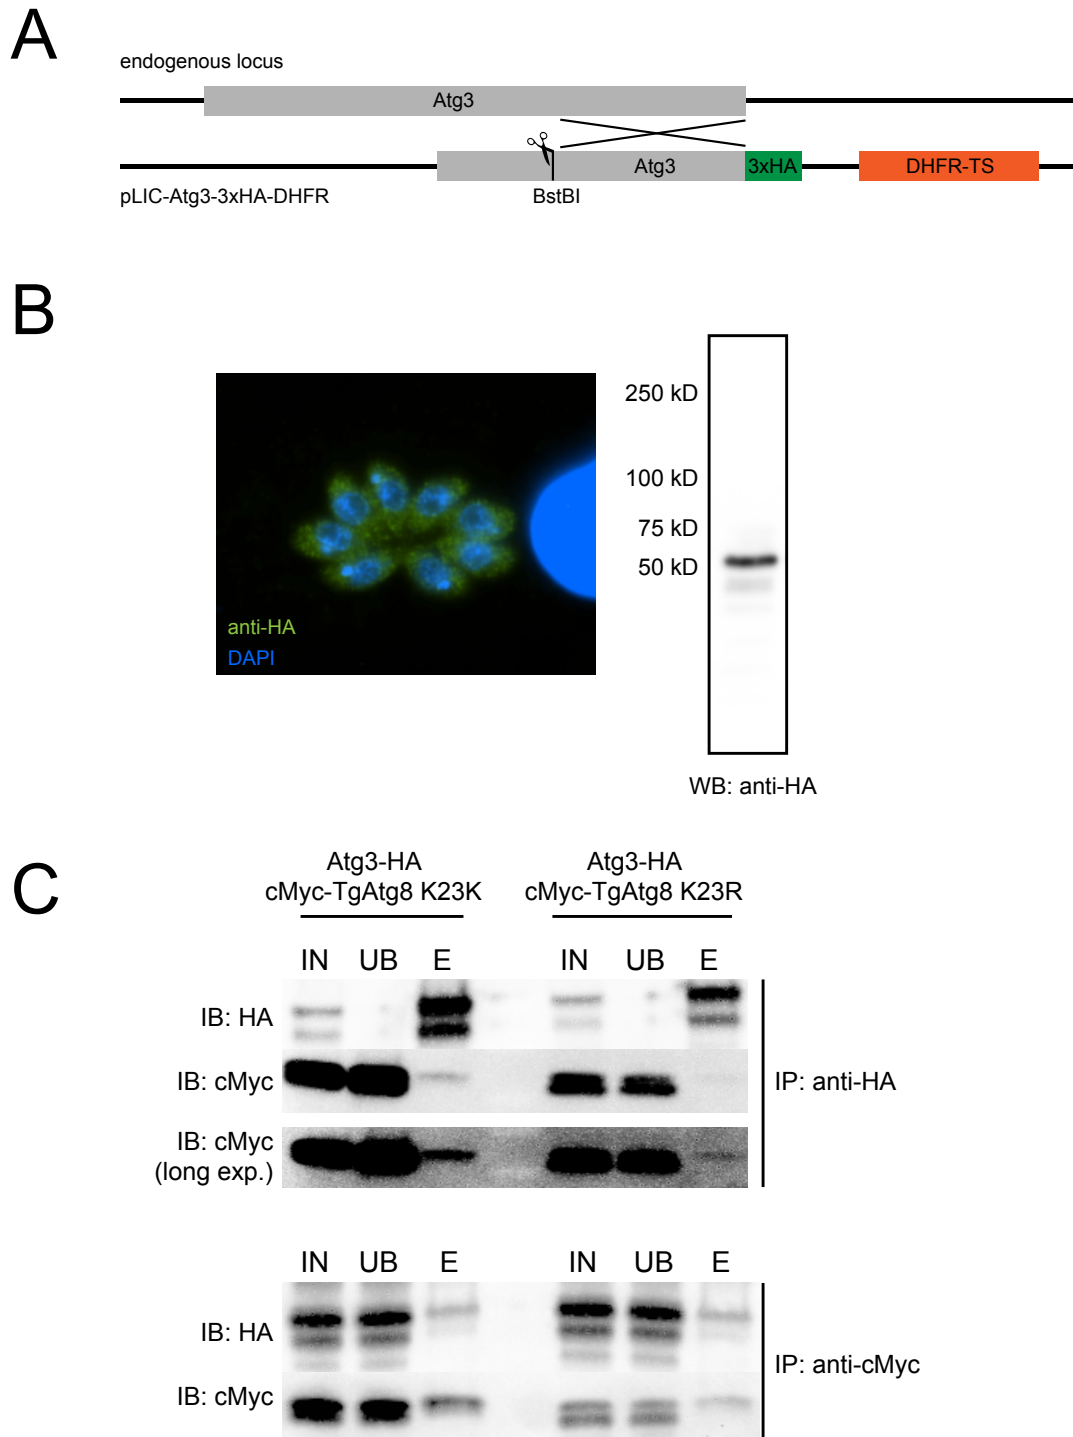 A
endogenous locus
Atg3
Atg3
3xHA
DHFR-TS
pLIC-Atg3-3xHA-DHFR
BstBI
B
anti-HA
DAPI
250 kD
100 kD
75 kD
50 kD
WB: anti-HA
C
Atg3-HA
cMyc-TgAtg8 K23K
Atg3-HA
cMyc-TgAtg8 K23R
IN UB E
IN UB E
IB: HA
IB: cMyc
IB: cMyc
(long exp.)
IP: anti-HA
IN UB E
IN UB E
IB: HA
IB: cMyc
IP: anti-cMyc